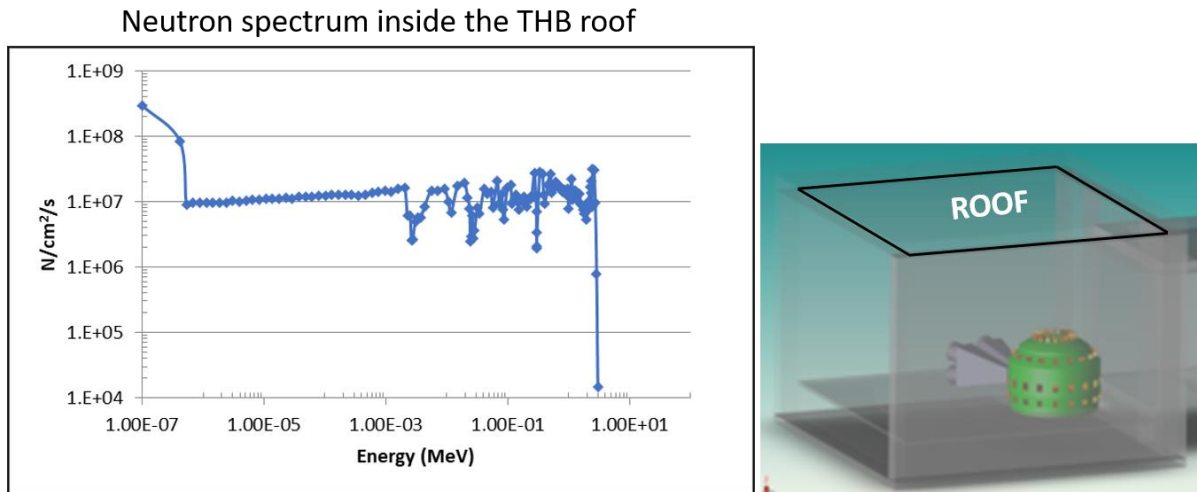 Neutron spectrum inside the THB roof
1.E+09
1.E+08
1.E+07
1.E+06
1.E+05
1.E+04
N/cm²/s
1.00E-07
1.00E-05
1.00E-03
1.00E-01
1.00E+01
Energy (MeV)
ROOF